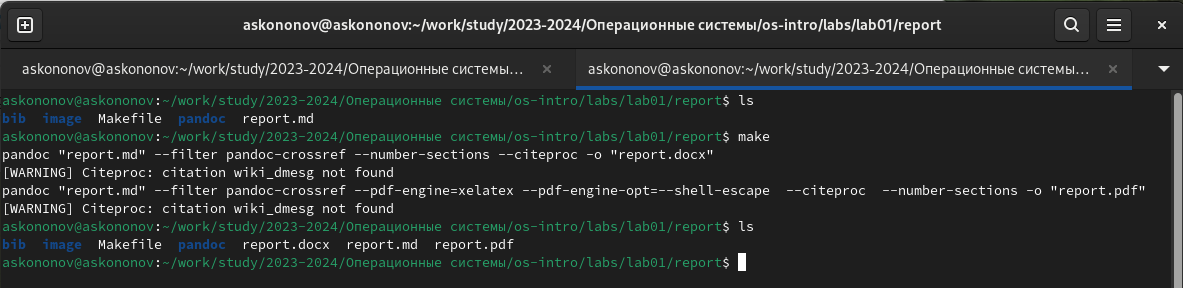 askononov@askononov:~/work/study/2023-2024/Операционные системы/os-intro/labs/lab01/report
askononov@askononov:~/work/study/2023-2024/Операционные системы/...
askononov@askononov:~/work/study/2023-2024/Операционные системы/...
askononov@askononov:~/work/study/2023-2024/Операционные системы/os-intro/labs/lab01/report$ ls
bib  image  Makefile  pandoc  report.md
askononov@askononov:~/work/study/2023-2024/Операционные системы/os-intro/labs/lab01/report$ make
pandoc "report.md" --filter pandoc-crossref --number-sections --citeproc -o "report.docx"
[WARNING] Citeproc: citation wiki_dmesg not found
pandoc "report.md" --filter pandoc-crossref --pdf-engine=xelatex --pdf-engine-opt=--shell-escape  --citeproc  --number-sections -o "report.pdf"
[WARNING] Citeproc: citation wiki_dmesg not found
askononov@askononov:~/work/study/2023-2024/Операционные системы/os-intro/labs/lab01/report$ ls
bib  image  Makefile  pandoc  report.docx  report.md  report.pdf
askononov@askononov:~/work/study/2023-2024/Операционные системы/os-intro/labs/lab01/report$